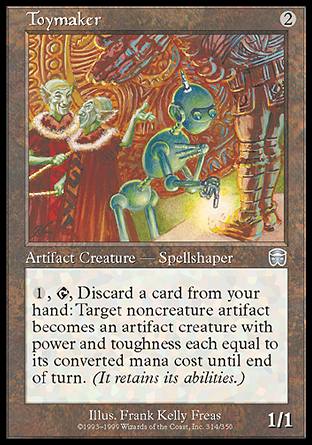 Toymaker 2
Artifact Creature — Spellshaper
1, T, Discard a card from your
hand: Target noncreature artifact
becomes an artifact creature with
power and toughness each equal to
its converted mana cost until end
of turn. (It retains its abilities.)
1/1
Illus. Frank Kelly Freas
©1993-1999 Wizards of the Coast, Inc. 314/350